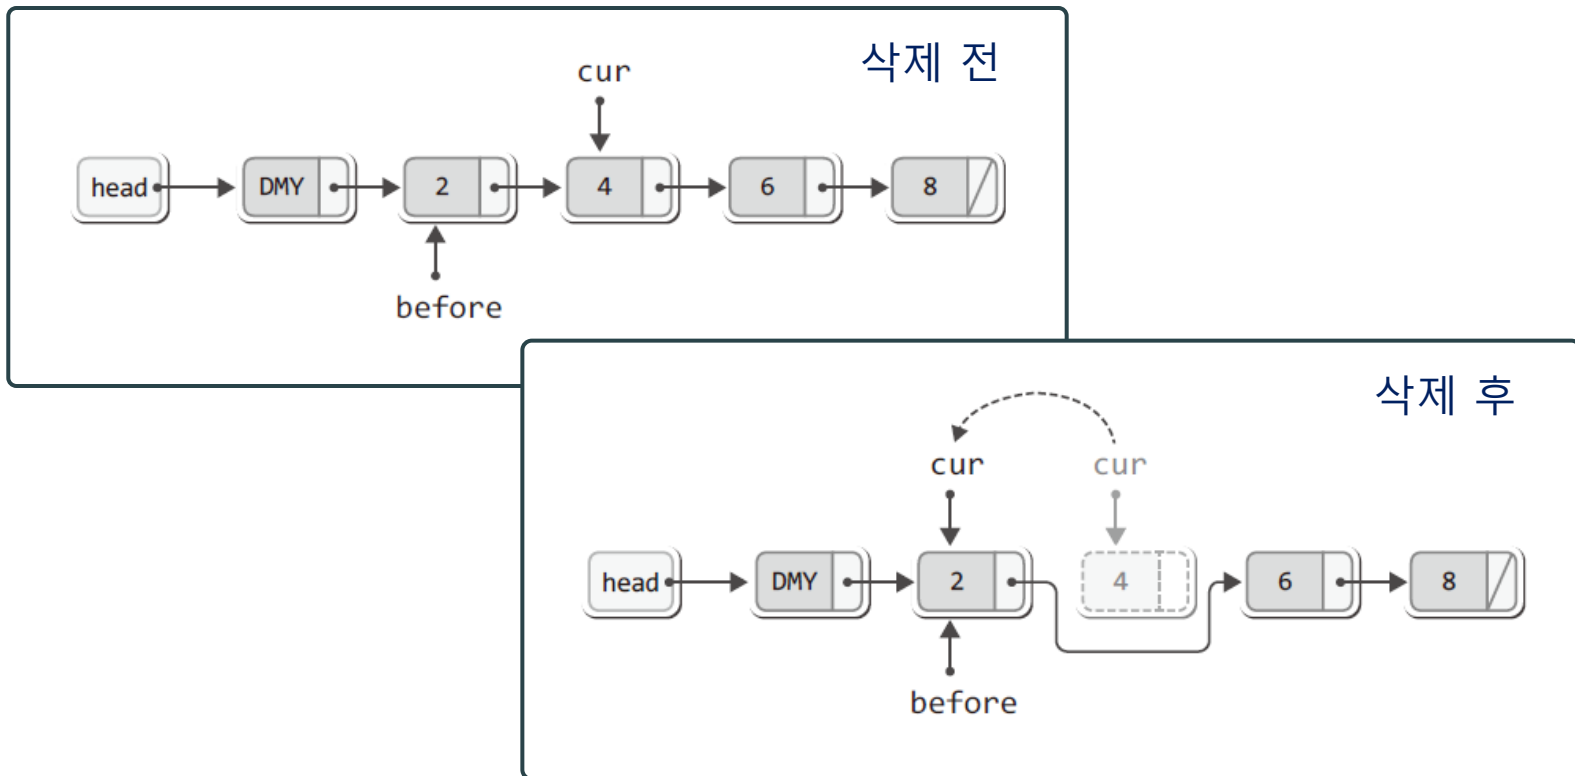 삭제 전
cur
head DMY 2 4 6 8
before
삭제 후
cur cur
head DMY 2 4 6 8
before